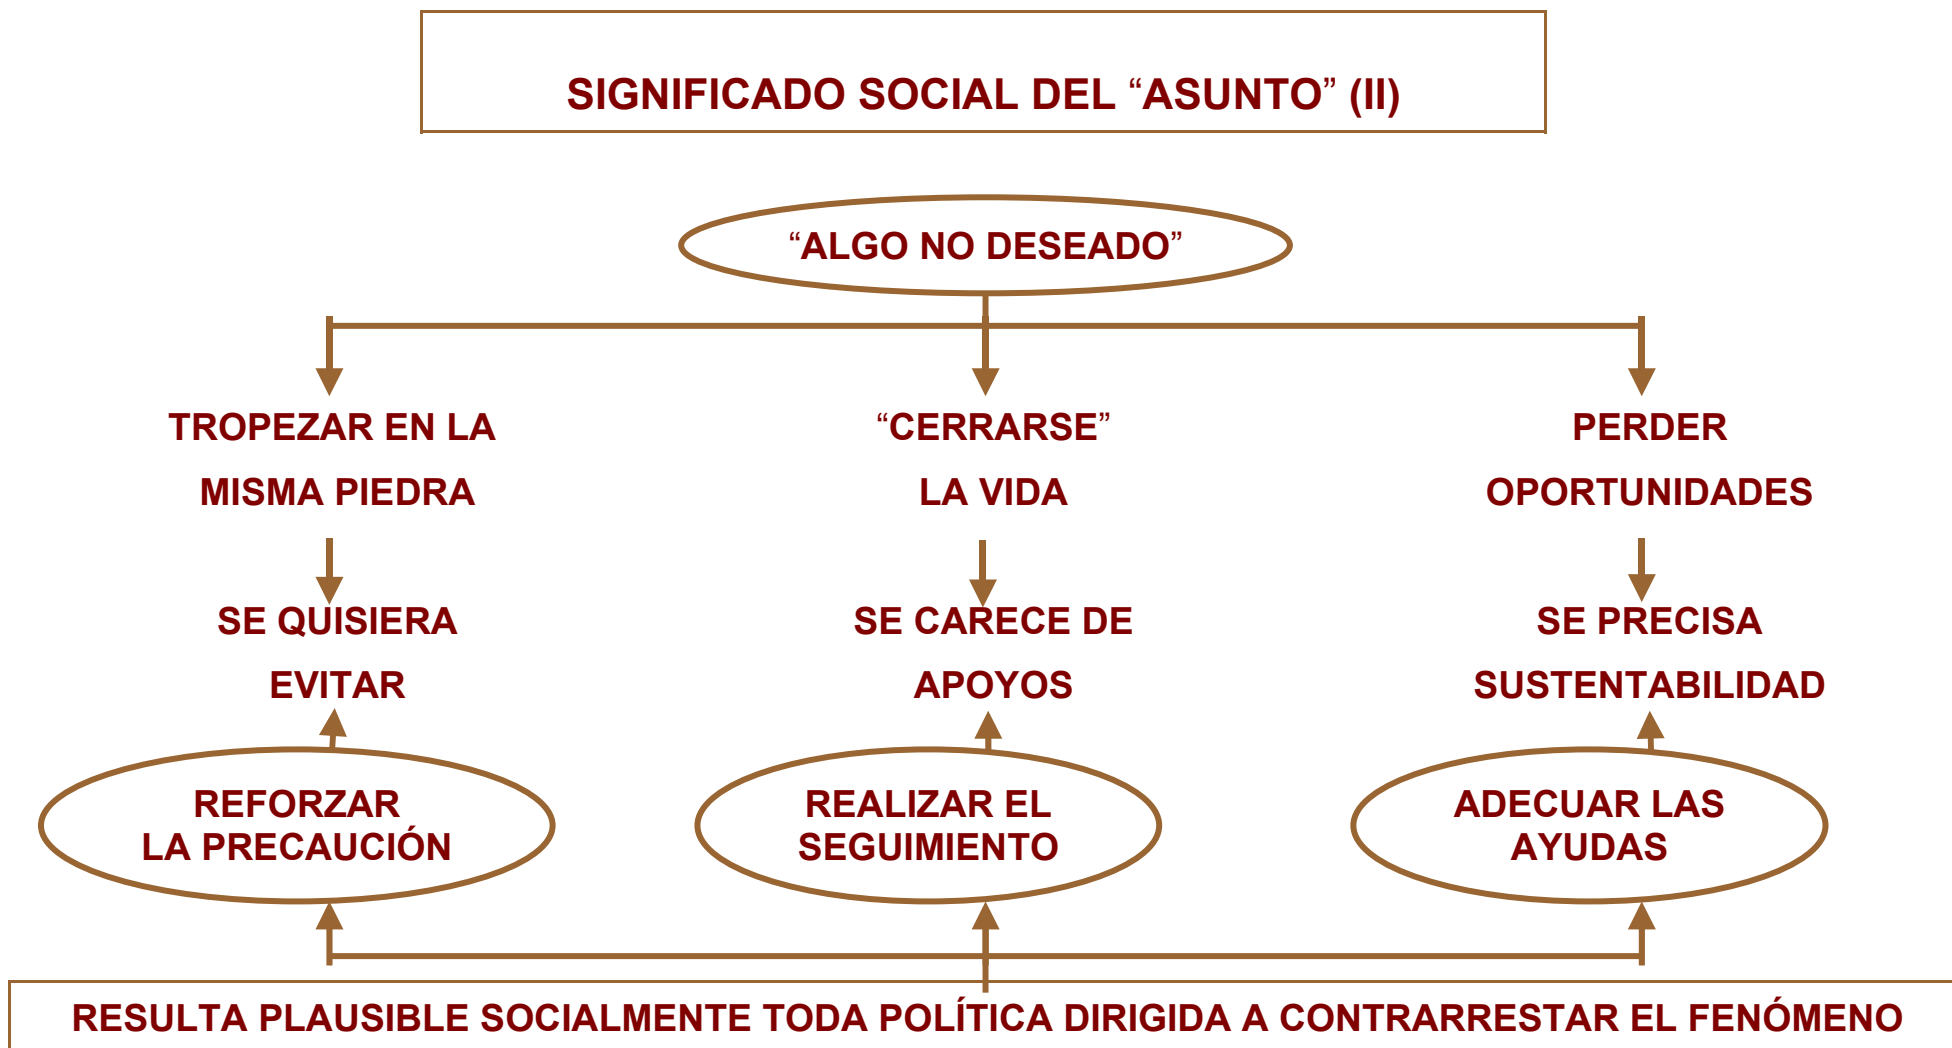 SIGNIFICADO SOCIAL DEL “ASUNTO” (II)
“ALGO NO DESEADO”
TROPEZAR EN LA
MISMA PIEDRA
“CERRARSE”
LA VIDA
PERDER
OPORTUNIDADES
SE QUISIERA
EVITAR
SE CARECE DE
APOYOS
SE PRECISA
SUSTENTABILIDAD
REFORZAR
LA PRECAUCIÓN
REALIZAR EL
SEGUIMIENTO
ADECUAR LAS
AYUDAS
RESULTA PLAUSIBLE SOCIALMENTE TODA POLÍTICA DIRIGIDA A CONTRARRESTAR EL FENÓMENO